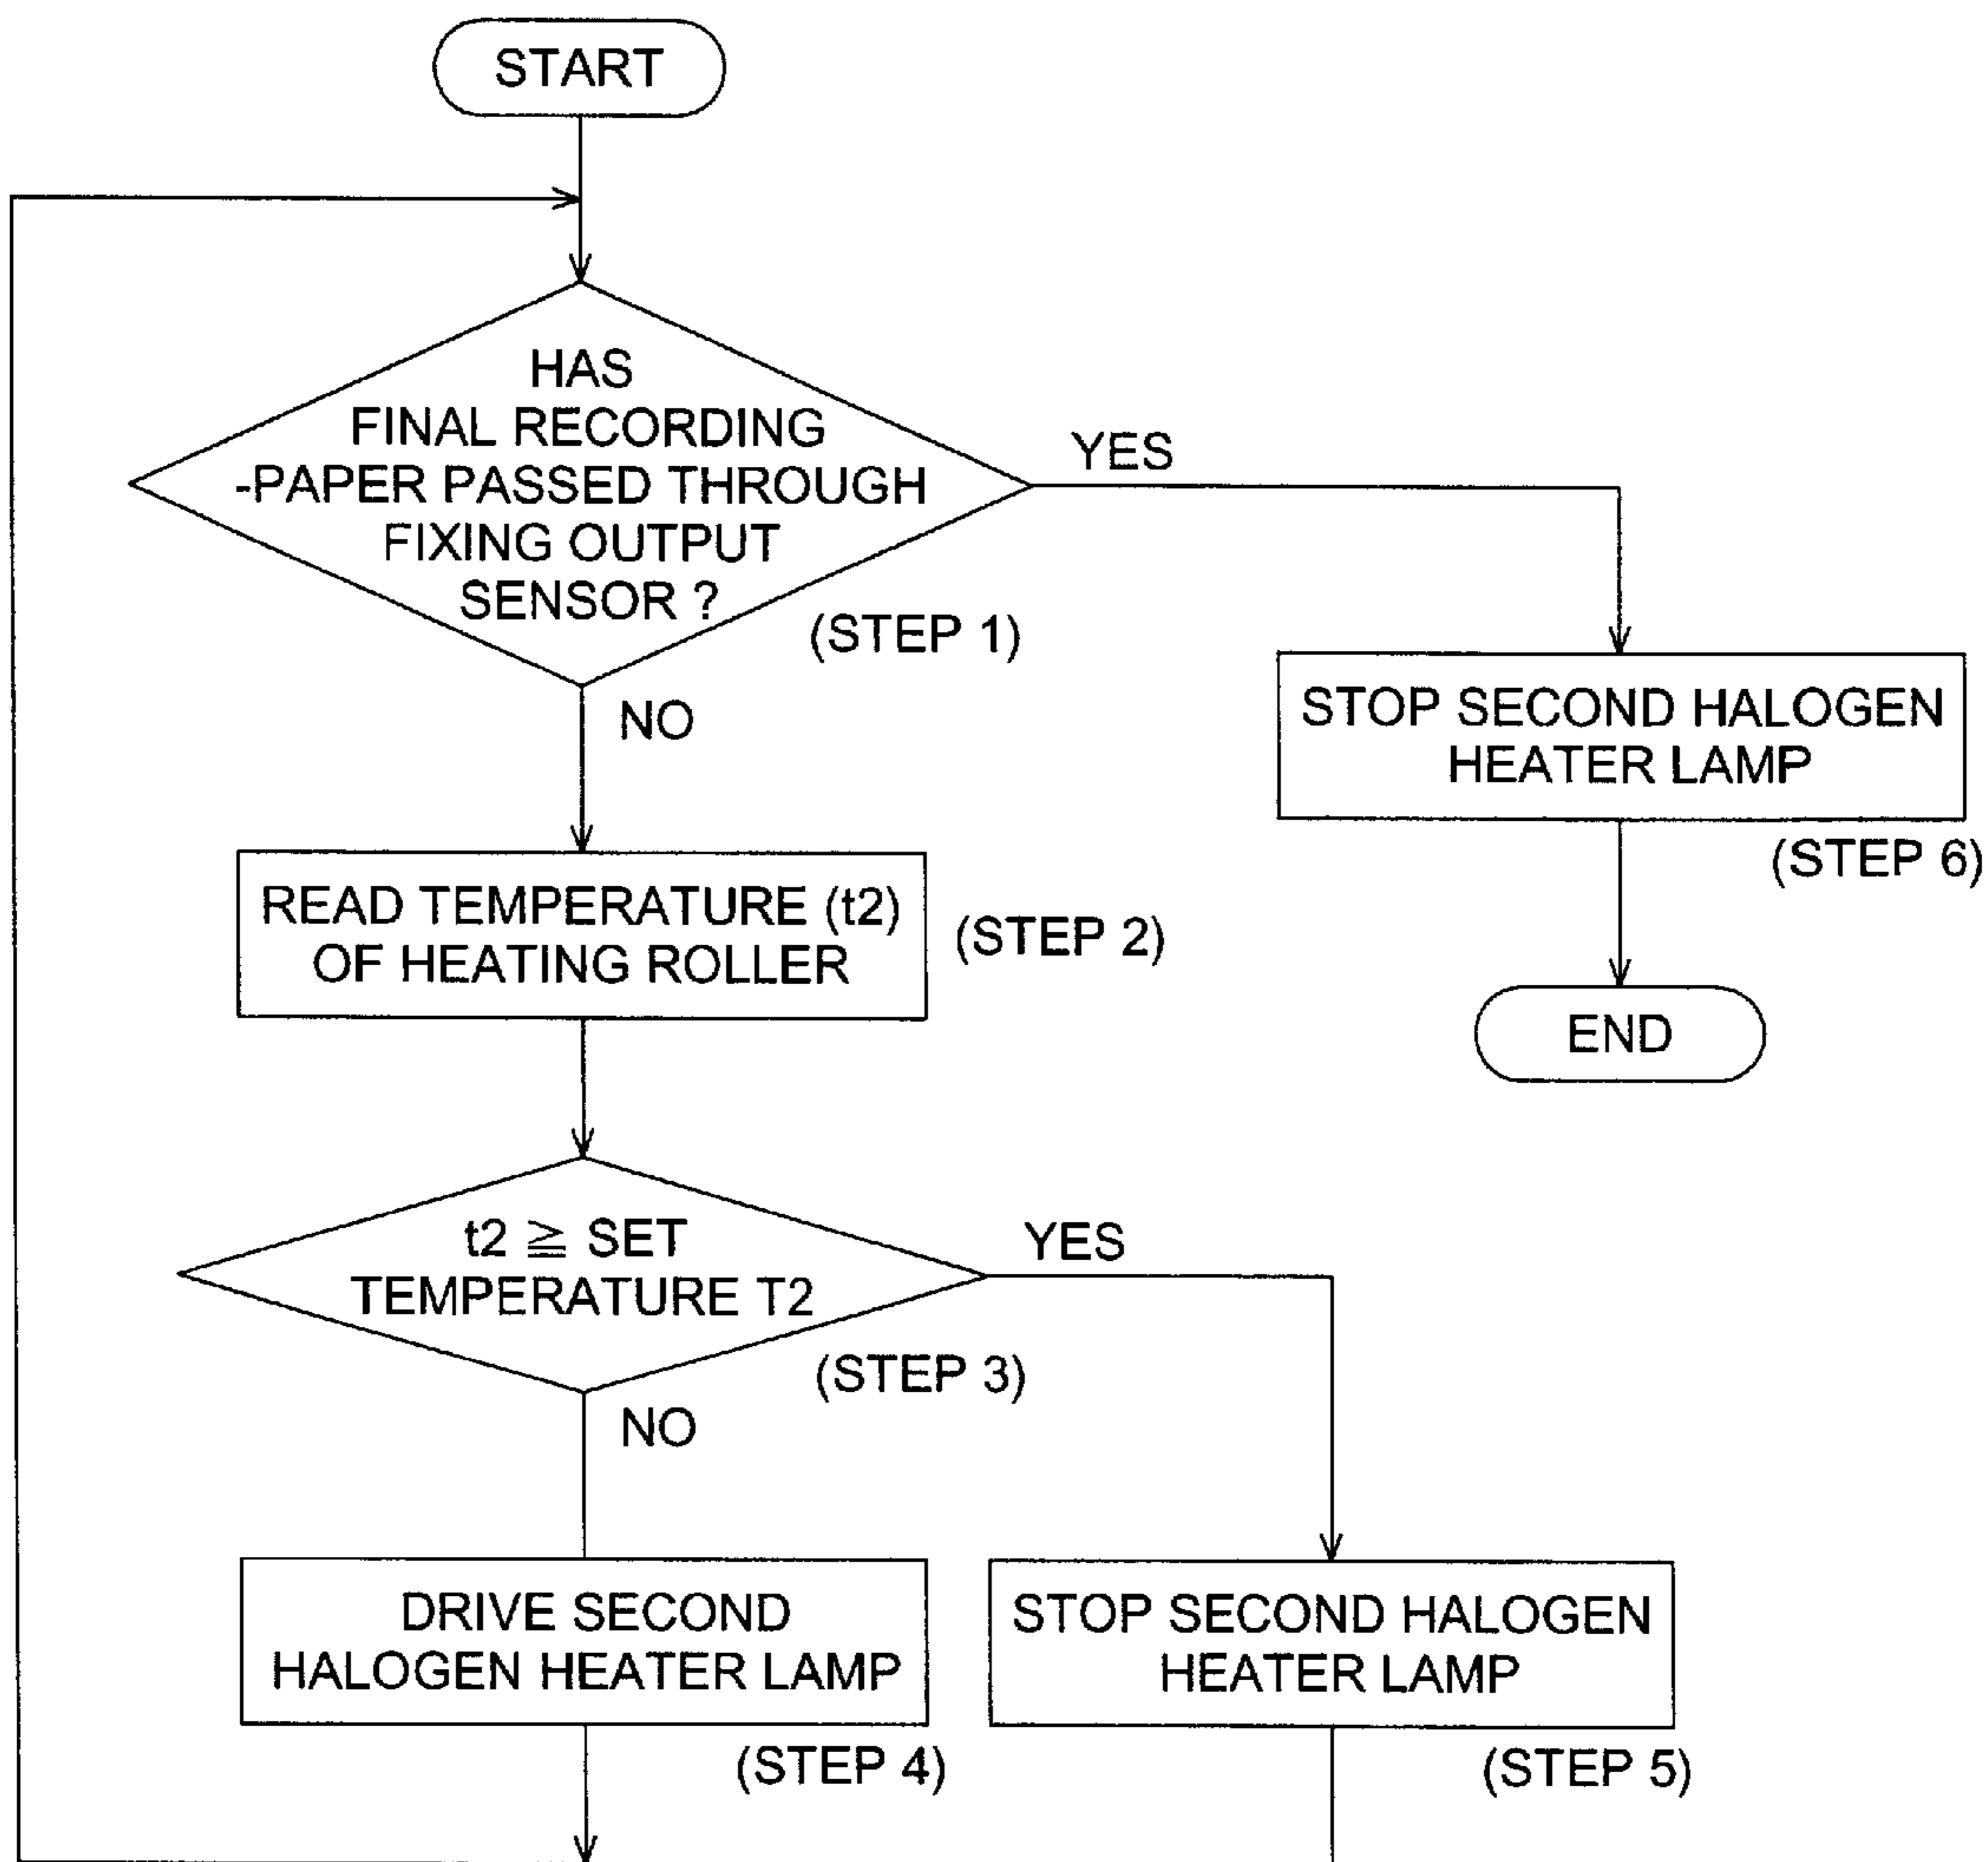 START
HAS
FINAL RECORDING
-PAPER PASSED THROUGH
FIXING OUTPUT
SENSOR ?
(STEP 1)
YES
NO
STOP SECOND HALOGEN
HEATER LAMP
(STEP 6)
END
READ TEMPERATURE (t2)
OF HEATING ROLLER
(STEP 2)
t2 ≧ SET
TEMPERATURE T2
(STEP 3)
YES
NO
DRIVE SECOND
HALOGEN HEATER LAMP
(STEP 4)
STOP SECOND HALOGEN
HEATER LAMP
(STEP 5)